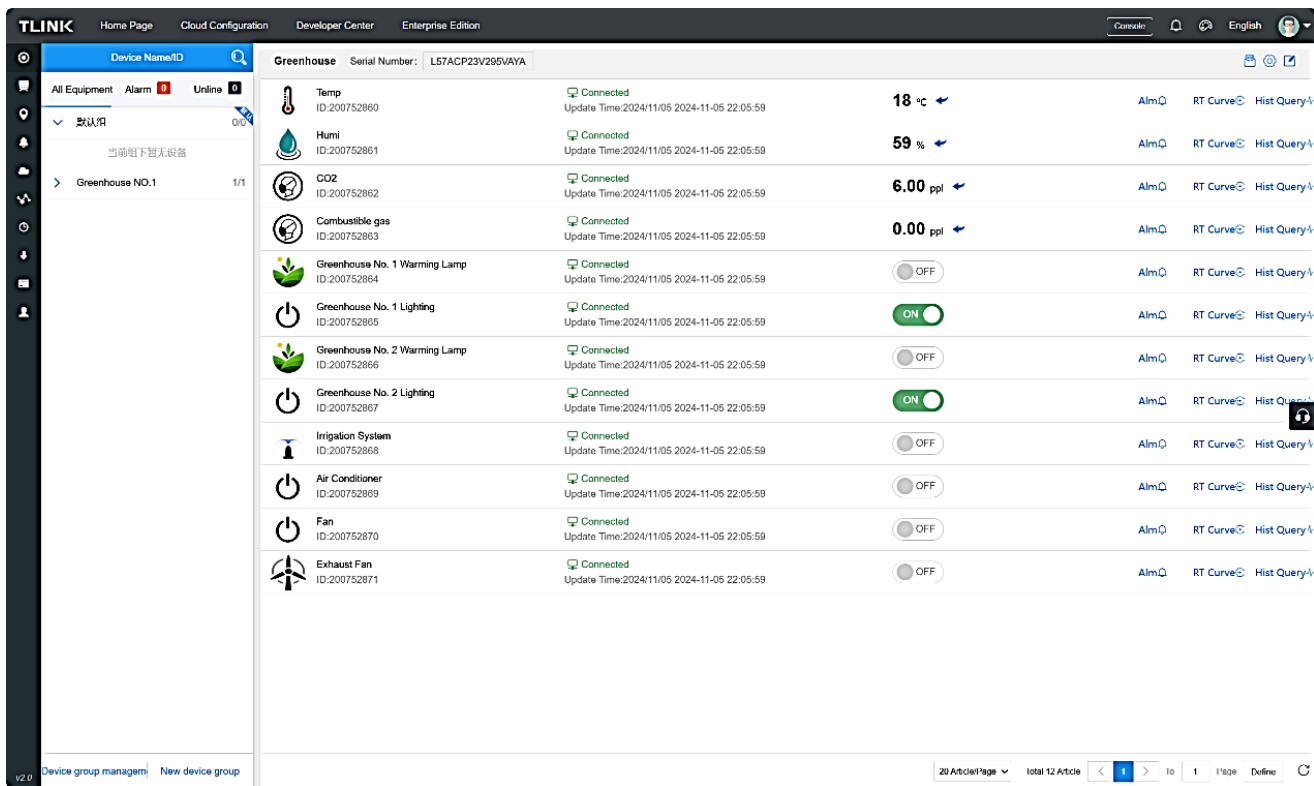 TLINK Home Page Cloud Configuration Developer Center Enterprise Edition Console English
Device Name/ID
All Equipment Alarm 0 Unline 0
默认组 0/0
当前组下暂无设备
Greenhouse NO.1 1/1
Greenhouse Serial Number: L57ACP23V295VAYA
Temp
ID:200752860
Connected
Update Time:2024/11/05 2024-11-05 22:05:59
18 °C
Alm RT Curve Hist Query
Humi
ID:200752861
Connected
Update Time:2024/11/05 2024-11-05 22:05:59
59 %
Alm RT Curve Hist Query
CO2
ID:200752862
Connected
Update Time:2024/11/05 2024-11-05 22:05:59
6.00 ppl
Alm RT Curve Hist Query
Combustible gas
ID:200752863
Connected
Update Time:2024/11/05 2024-11-05 22:05:59
0.00 ppl
Alm RT Curve Hist Query
Greenhouse No. 1 Warming Lamp
ID:200752864
Connected
Update Time:2024/11/05 2024-11-05 22:05:59
OFF
Alm RT Curve Hist Query
Greenhouse No. 1 Lighting
ID:200752865
Connected
Update Time:2024/11/05 2024-11-05 22:05:59
ON
Alm RT Curve Hist Query
Greenhouse No. 2 Warming Lamp
ID:200752866
Connected
Update Time:2024/11/05 2024-11-05 22:05:59
OFF
Alm RT Curve Hist Query
Greenhouse No. 2 Lighting
ID:200752867
Connected
Update Time:2024/11/05 2024-11-05 22:05:59
ON
Alm RT Curve Hist Query
Irrigation System
ID:200752868
Connected
Update Time:2024/11/05 2024-11-05 22:05:59
OFF
Alm RT Curve Hist Query
Air Conditioner
ID:200752869
Connected
Update Time:2024/11/05 2024-11-05 22:05:59
OFF
Alm RT Curve Hist Query
Fan
ID:200752870
Connected
Update Time:2024/11/05 2024-11-05 22:05:59
OFF
Alm RT Curve Hist Query
Exhaust Fan
ID:200752871
Connected
Update Time:2024/11/05 2024-11-05 22:05:59
OFF
Alm RT Curve Hist Query
v2.0 Device group managem New device group
20 Article/Page Total 12 Article 1 To 1 Page Define